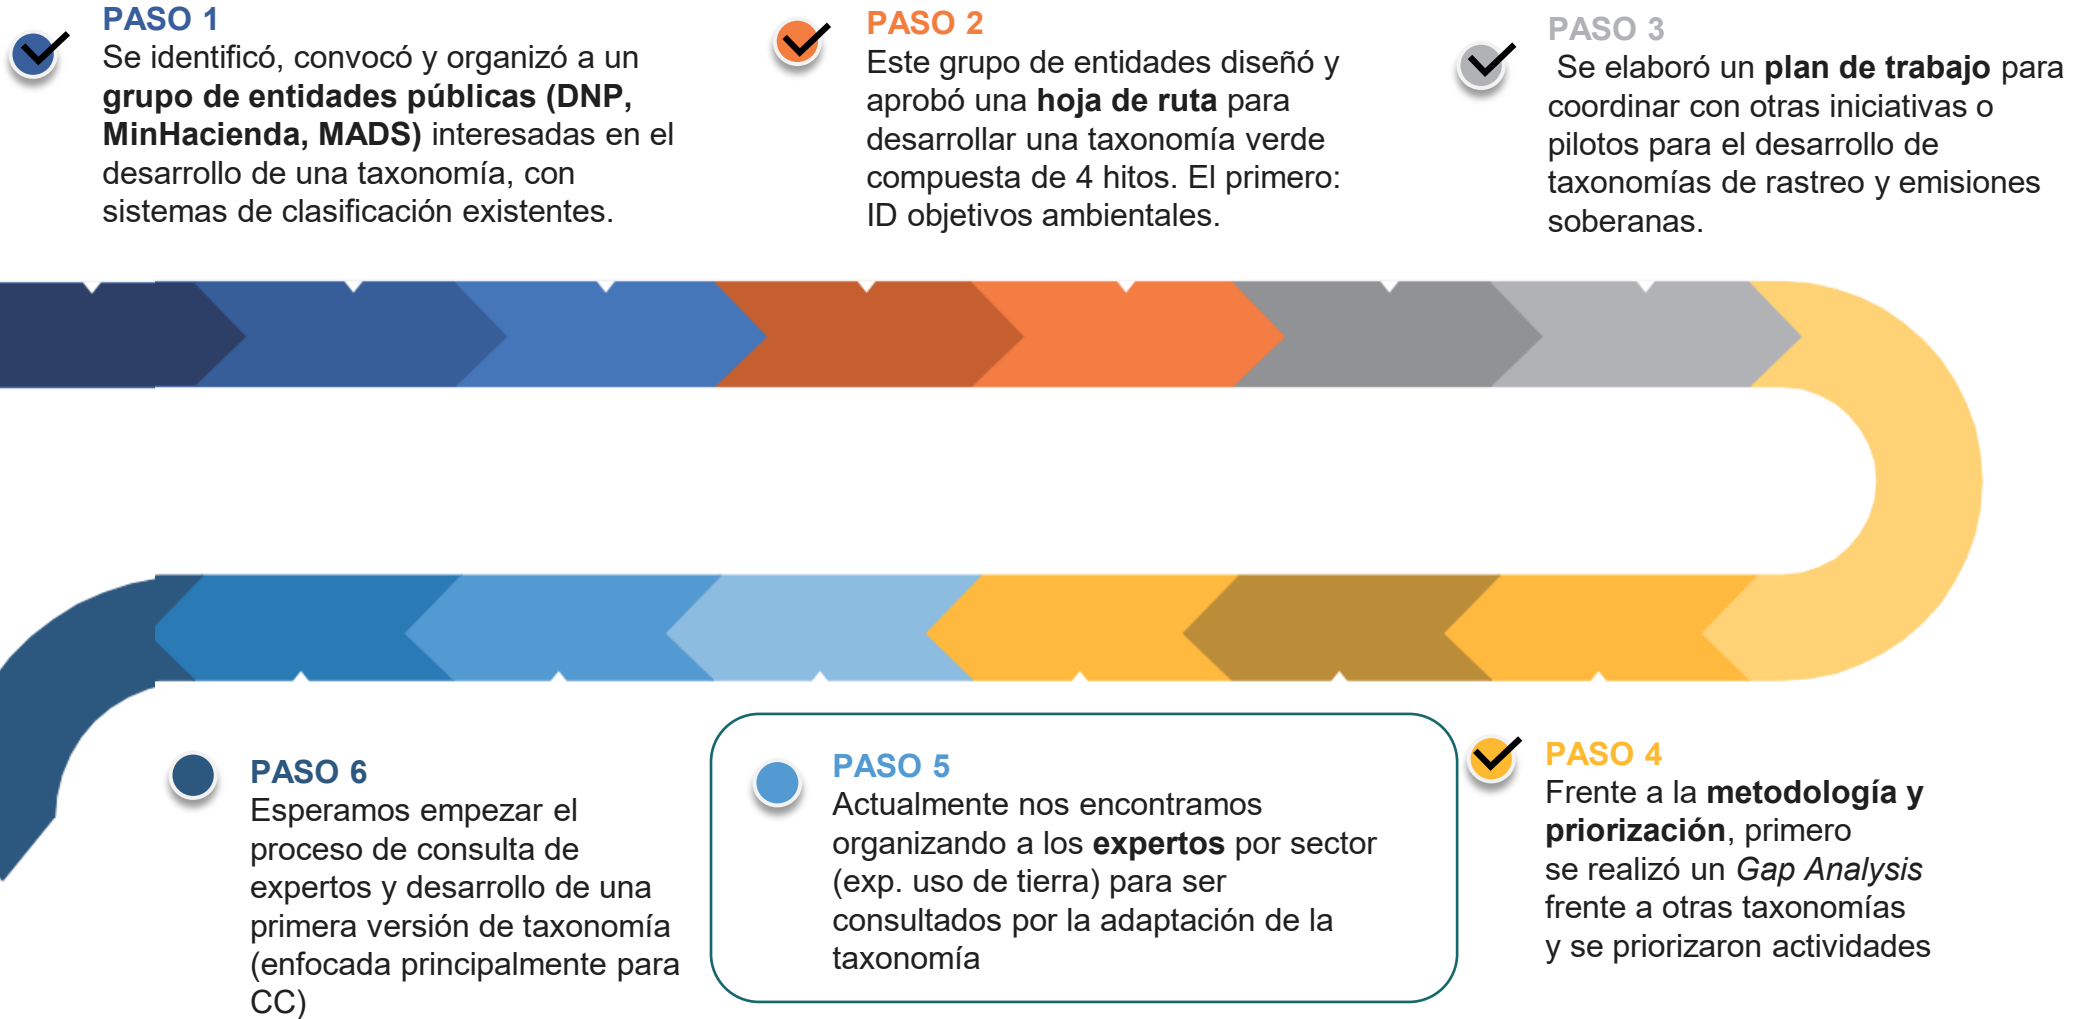 PASO 1
Se identificó, convocó y organizó a un
grupo de entidades públicas (DNP,
MinHacienda, MADS) interesadas en el
desarrollo de una taxonomía, con
sistemas de clasificación existentes.
PASO 2
Este grupo de entidades diseñó y
aprobó una hoja de ruta para
desarrollar una taxonomía verde
compuesta de 4 hitos. El primero:
ID objetivos ambientales.
PASO 3
Se elaboró un plan de trabajo para
coordinar con otras iniciativas o
pilotos para el desarrollo de
taxonomías de rastreo y emisiones
soberanas.
PASO 4
Frente a la metodología y
priorización, primero
se realizó un Gap Analysis
frente a otras taxonomías
y se priorizaron actividades
PASO 5
Actualmente nos encontramos
organizando a los expertos por sector
(exp. uso de tierra) para ser
consultados por la adaptación de la
taxonomía
PASO 6
Esperamos empezar el
proceso de consulta de
expertos y desarrollo de una
primera versión de taxonomía
(enfocada principalmente para
CC)